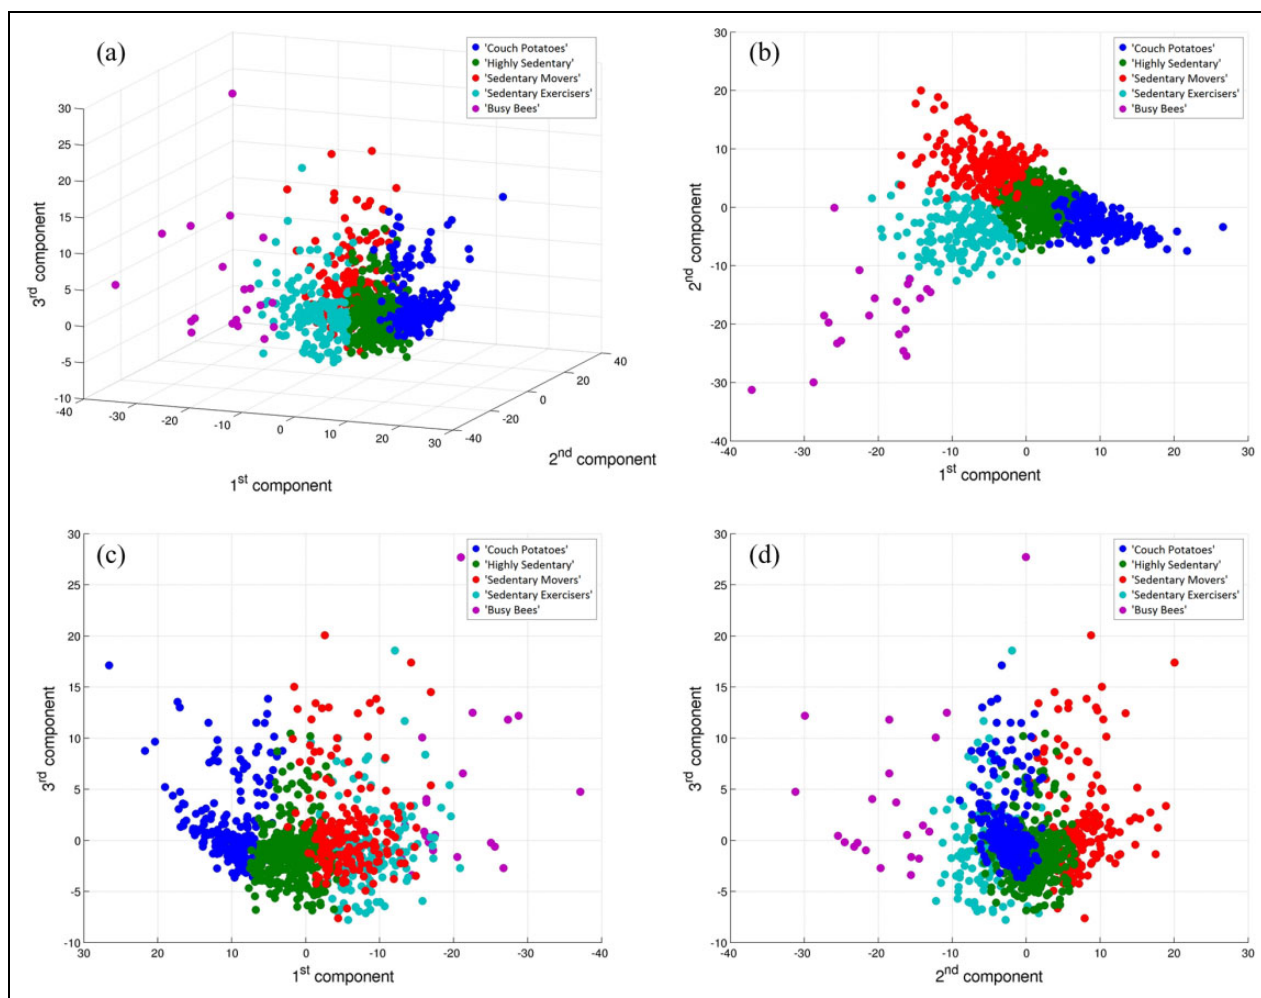 (a)
'Couch Potatoes'
'Highly Sedentary'
'Sedentary Movers'
'Sedentary Exercisers'
'Busy Bees'
30
25
20
15
10
5
0
-5
-10
3rd component
-40
-30
-20
-10
0
10
20
30
1st component
-40
-20
0
20
40
2nd component
(b)
'Couch Potatoes'
'Highly Sedentary'
'Sedentary Movers'
'Sedentary Exercisers'
'Busy Bees'
30
20
10
0
-10
-20
-30
-40
2nd component
-40 -30 -20 -10 0 10 20 30
1st component
(c)
'Couch Potatoes'
'Highly Sedentary'
'Sedentary Movers'
'Sedentary Exercisers'
'Busy Bees'
30
25
20
15
10
5
0
-5
-10
3rd component
30 20 10 0 -10 -20 -30 -40
1st component
(d)
'Couch Potatoes'
'Highly Sedentary'
'Sedentary Movers'
'Sedentary Exercisers'
'Busy Bees'
30
25
20
15
10
5
0
-5
-10
3rd component
-40 -30 -20 -10 0 10 20 30
2nd component